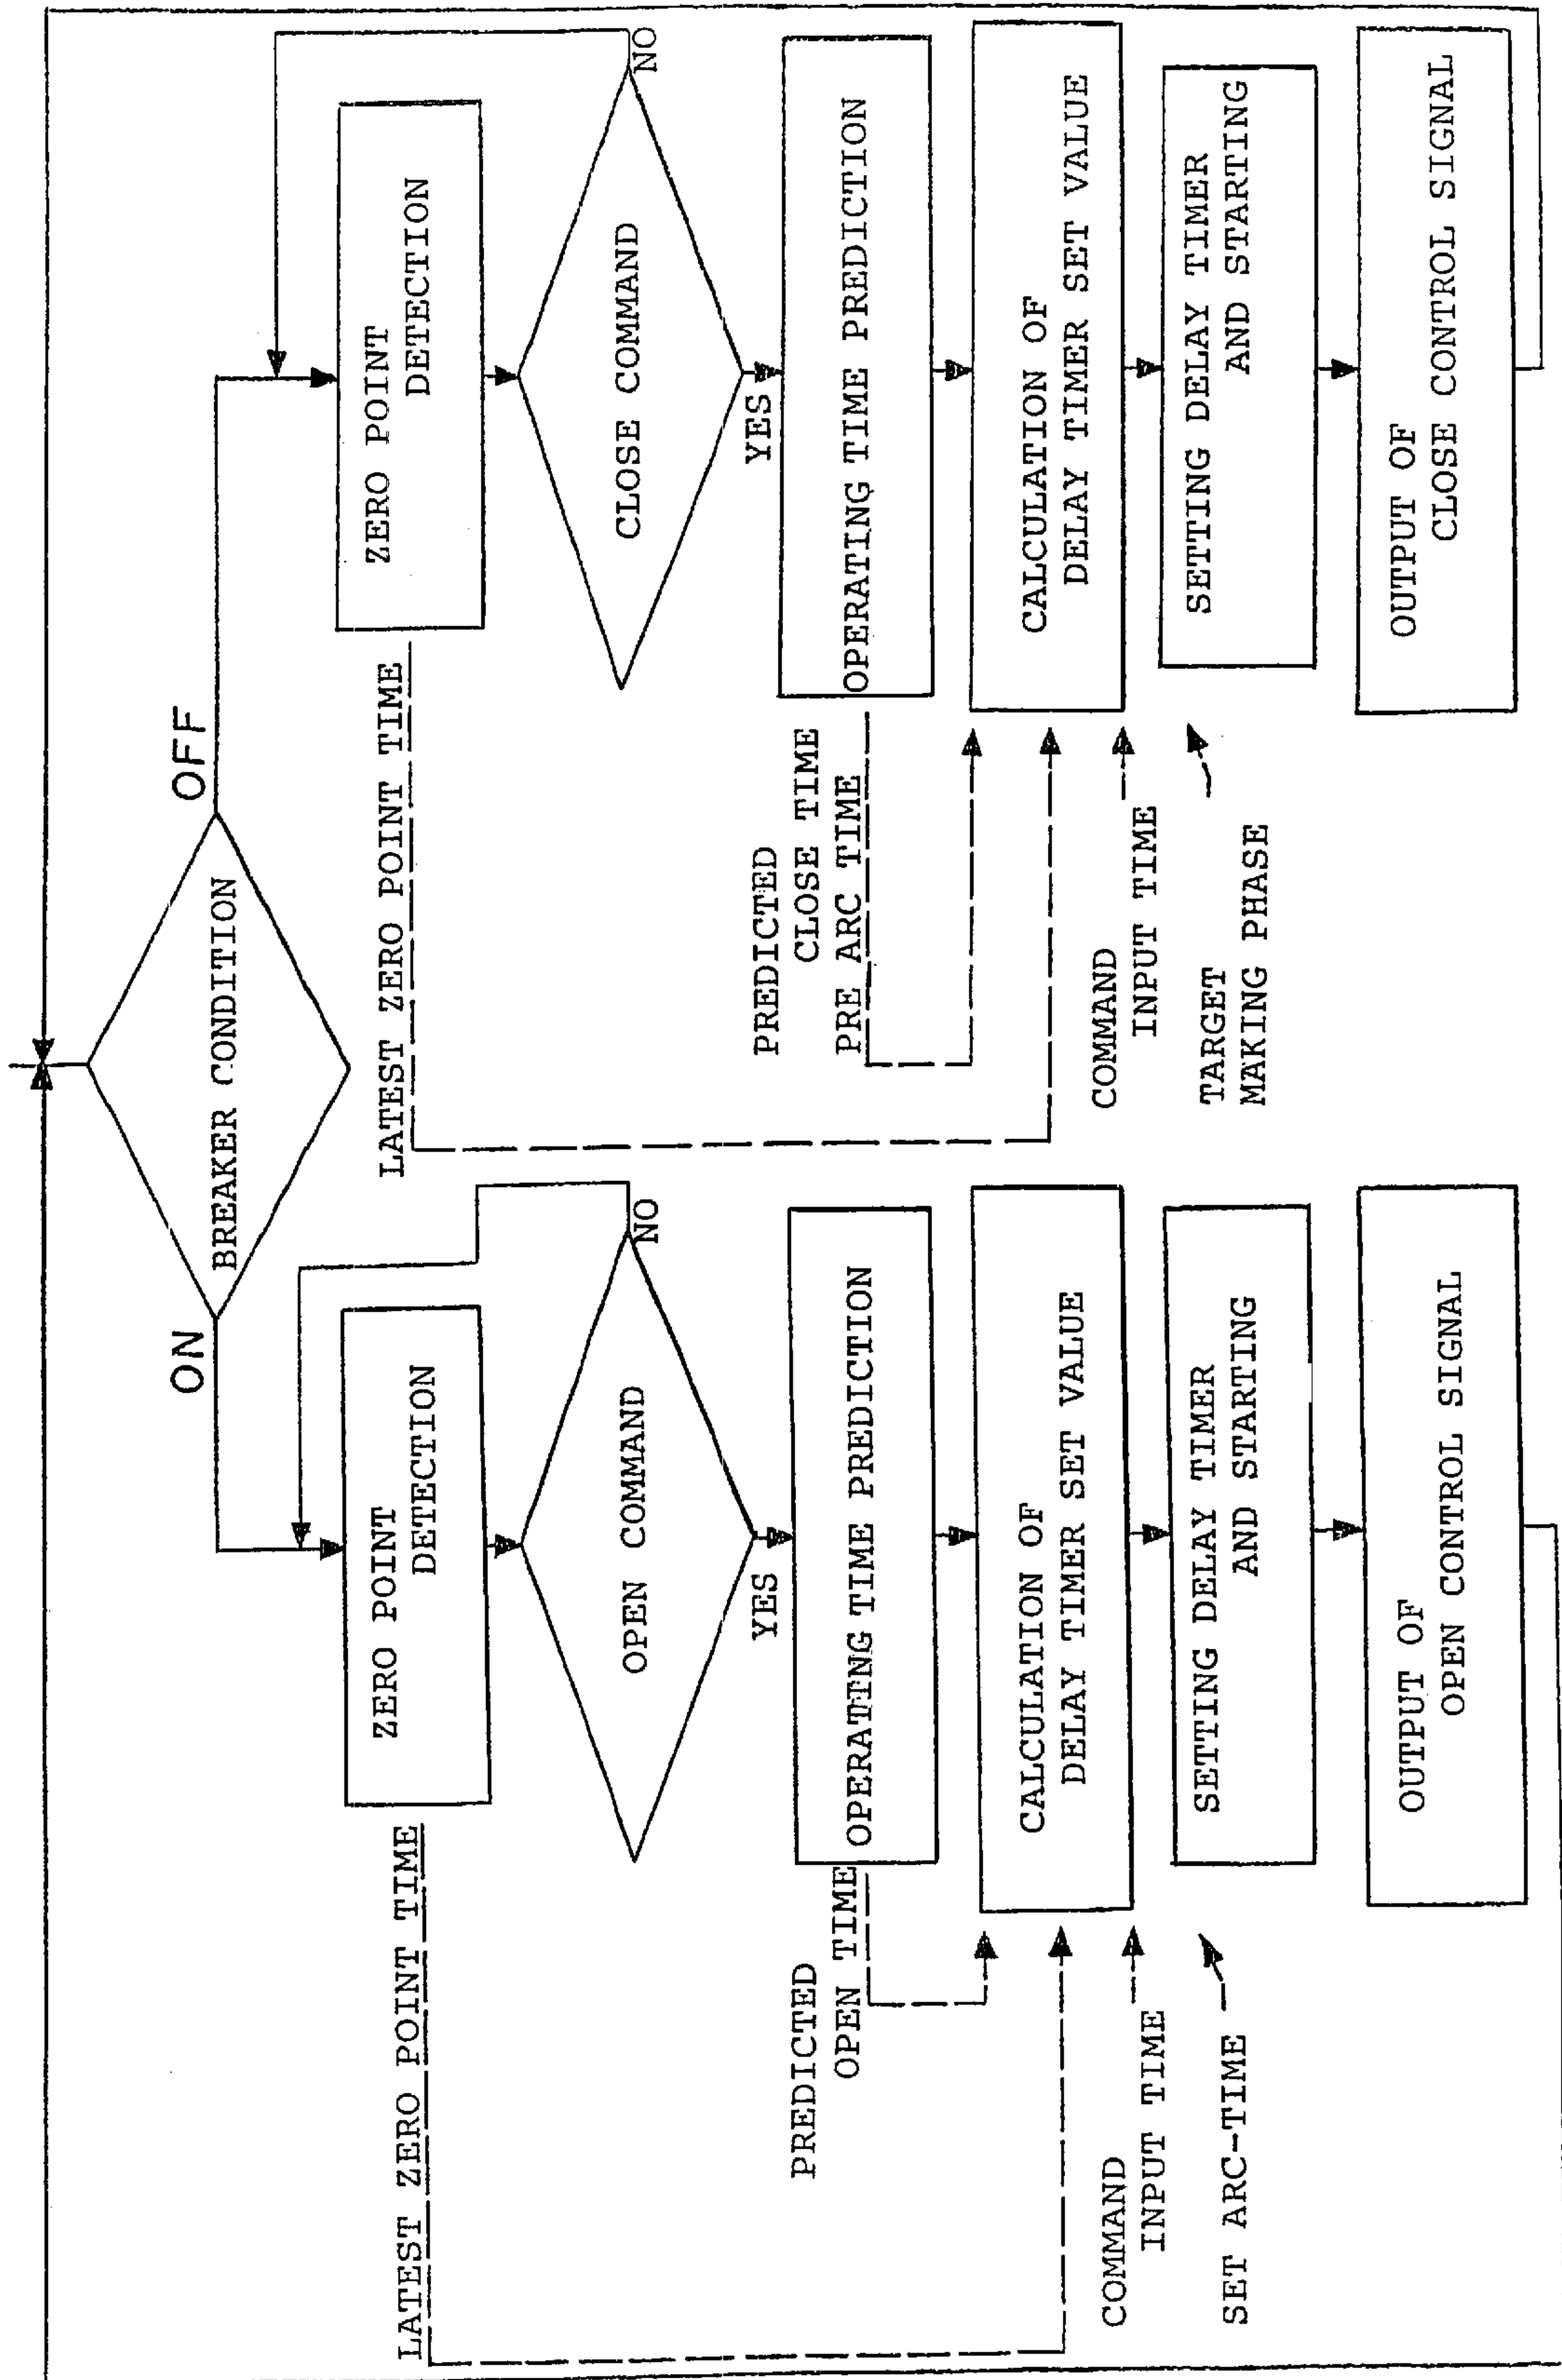 BREAKER CONDITION
ON
OFF
ZERO POINT
DETECTION
LATEST ZERO POINT TIME
OPEN COMMAND
NO
YES
OPERATING TIME PREDICTION
PREDICTED
OPEN TIME
CALCULATION OF
DELAY TIMER SET VALUE
COMMAND
INPUT TIME
SET ARC-TIME
SETTING DELAY TIMER
AND STARTING
OUTPUT OF
OPEN CONTROL SIGNAL
ZERO POINT
DETECTION
LATEST ZERO POINT TIME
CLOSE COMMAND
NO
YES
OPERATING TIME PREDICTION
PREDICTED
CLOSE TIME
PRE ARC TIME
CALCULATION OF
DELAY TIMER SET VALUE
COMMAND
INPUT TIME
TARGET
MAKING PHASE
SETTING DELAY TIMER
AND STARTING
OUTPUT OF
CLOSE CONTROL SIGNAL